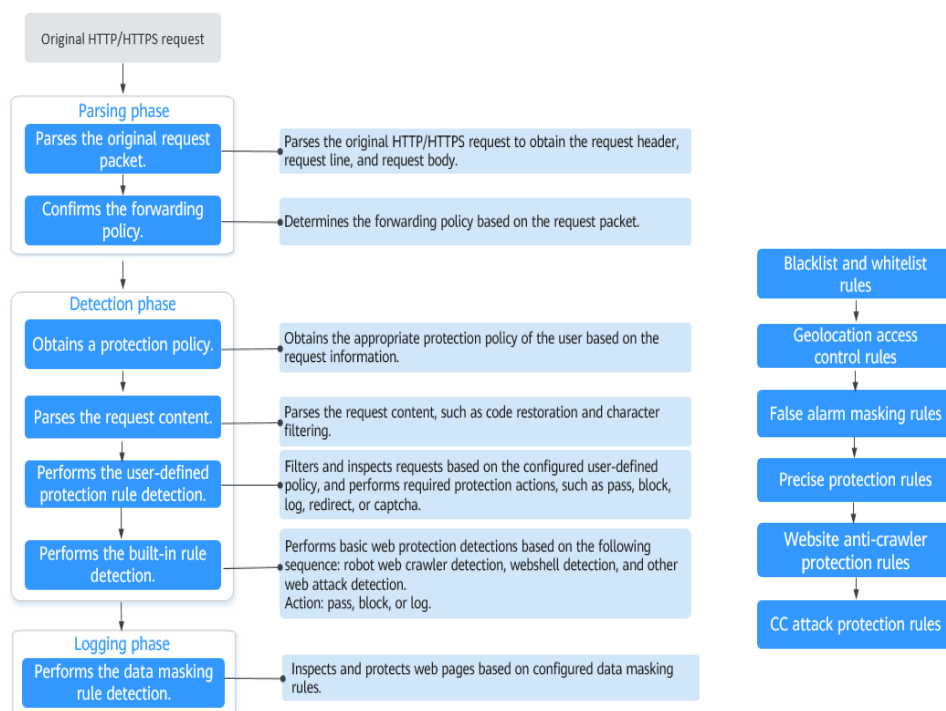 Original HTTP/HTTPS request
Parsing phase
Parses the original request
packet.
Parses the original HTTP/HTTPS request to obtain the request header,
request line, and request body.
Confirms the forwarding
policy.
Determines the forwarding policy based on the request packet.
Detection phase
Obtains a protection policy.
Obtains the appropriate protection policy of the user based on the
request information.
Parses the request content.
Parses the request content, such as code restoration and character
filtering.
Performs the user-defined
protection rule detection.
Filters and inspects requests based on the configured user-defined
policy, and performs required protection actions, such as pass, block,
log, redirect, or captcha.
Performs the built-in rule
detection.
Performs basic web protection detections based on the following
sequence: robot web crawler detection, webshell detection, and other
web attack detection.
Action: pass, block, or log.
Logging phase
Performs the data masking
rule detection.
Inspects and protects web pages based on configured data masking
rules.
Blacklist and whitelist
rules
Geolocation access
control rules
False alarm masking rules
Precise protection rules
Website anti-crawler
protection rules
CC attack protection rules